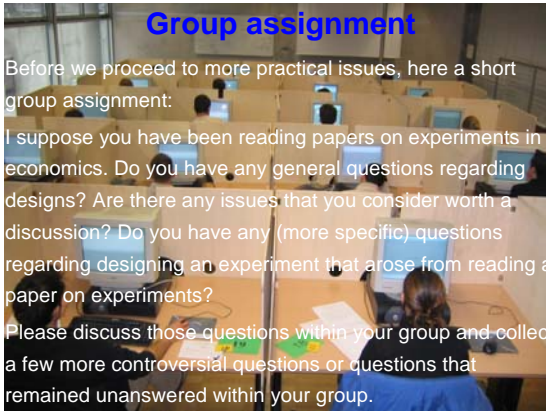 Group assignment
Before we proceed to more practical issues, here a short
group assignment:
I suppose you have been reading papers on experiments in
economics. Do you have any general questions regarding
designs? Are there any issues that you consider worth a
discussion? Do you have any (more specific) questions
regarding designing an experiment that arose from reading a
paper on experiments?
Please discuss those questions within your group and collec
a few more controversial questions or questions that
remained unanswered within your group.